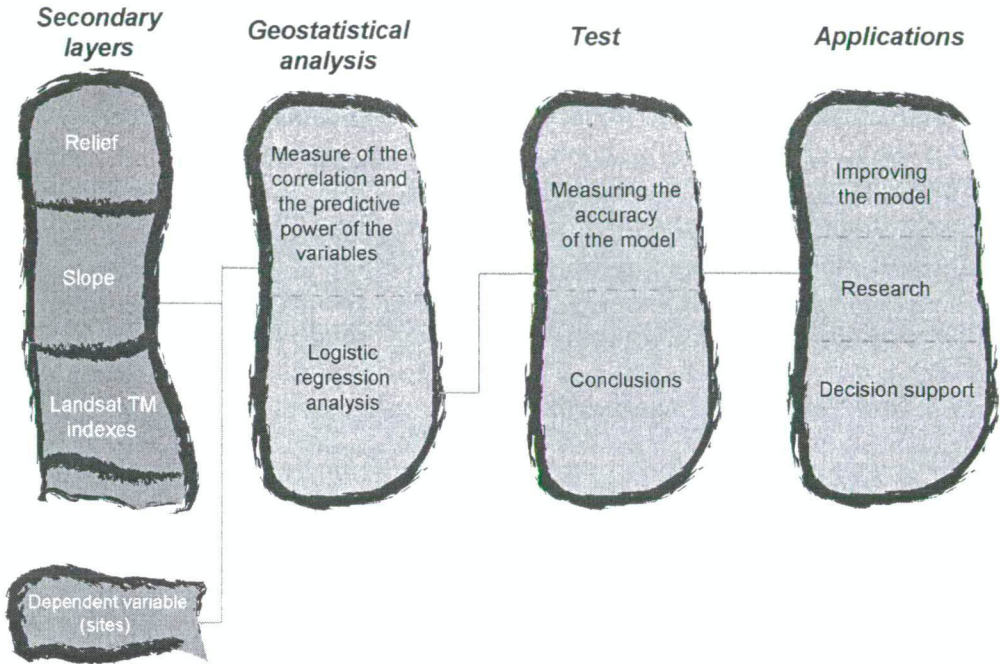 Secondary
layers
Relief
Slope
Landsat TM
indexes
Dependent variable
(sites)
Geostatistical
analysis
Measure of the
correlation and
the predictive
power of the
variables
Logistic
regression
analysis
Test
Measuring the
accuracy
of the model
Conclusions
Applications
Improving
the model
Research
Decision support